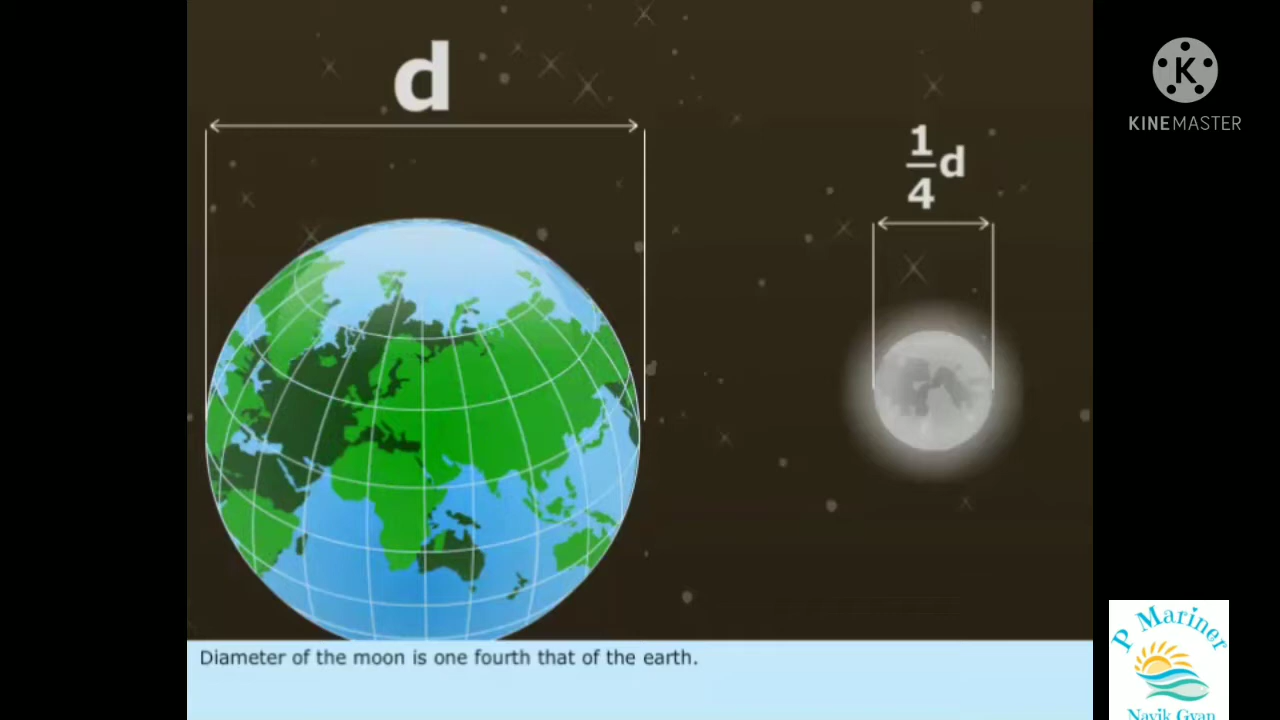 d
1
4
d
KINEMASTER
Diameter of the moon is one fourth that of the earth.
P Mariner
Navik Gyan